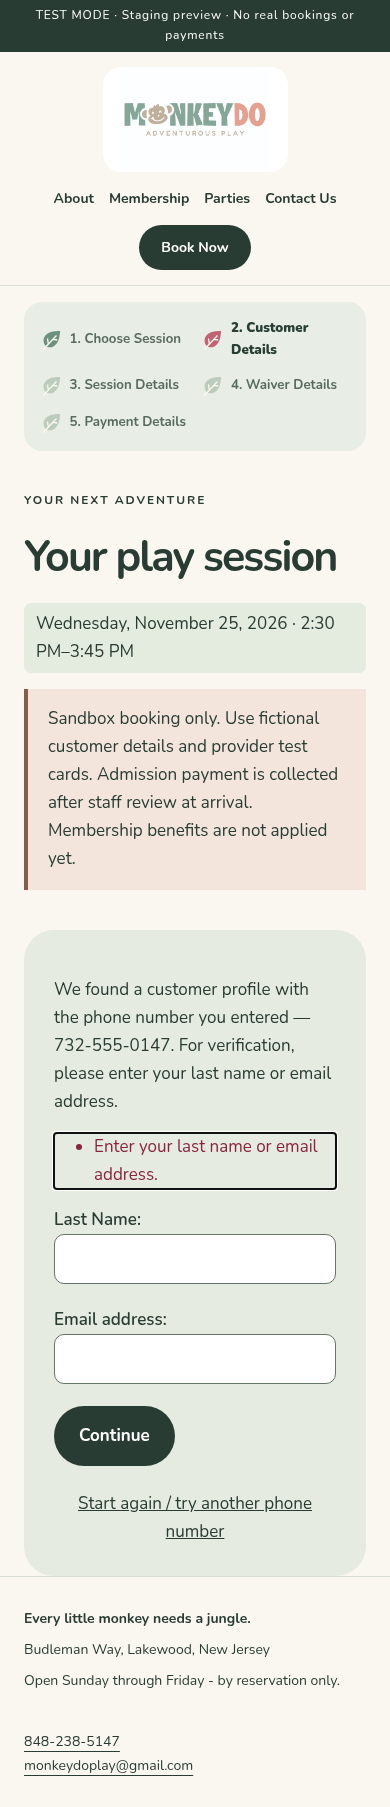 TEST MODE · Staging preview · No real bookings or
payments
MONKEYDO
ADVENTUROUS PLAY
About Membership Parties Contact Us
Book Now
1. Choose Session
2. Customer
Details
3. Session Details
4. Waiver Details
5. Payment Details
YOUR NEXT ADVENTURE
Your play session
Wednesday, November 25, 2026 · 2:30
PM–3:45 PM
Sandbox booking only. Use fictional
customer details and provider test
cards. Admission payment is collected
after staff review at arrival.
Membership benefits are not applied
yet.
We found a customer profile with
the phone number you entered —
732-555-0147. For verification,
please enter your last name or email
address.
• Enter your last name or email
address.
Last Name:
Email address:
Continue
Start again / try another phone
number
Every little monkey needs a jungle.
Budleman Way, Lakewood, New Jersey
Open Sunday through Friday - by reservation only.
848-238-5147
monkeydoplay@gmail.com